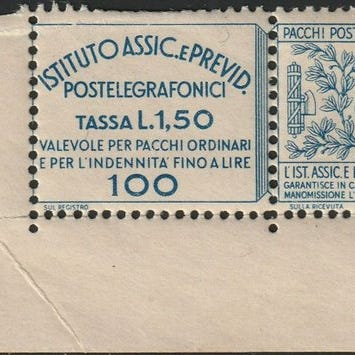 ISTITUTO ASSIC. E PREVID.
POSTELEGRAFONICI
TASSA L.1,50
VALEVOLE PER PACCHI ORDINARI
E PER L'INDENNITA' FINO A LIRE
100
SUL REGISTRO
PACCHI POST
L'IST. ASSIC. E
GARANTISCE IN C
MANOMISSIONE L'
SULLA RICEVUTA